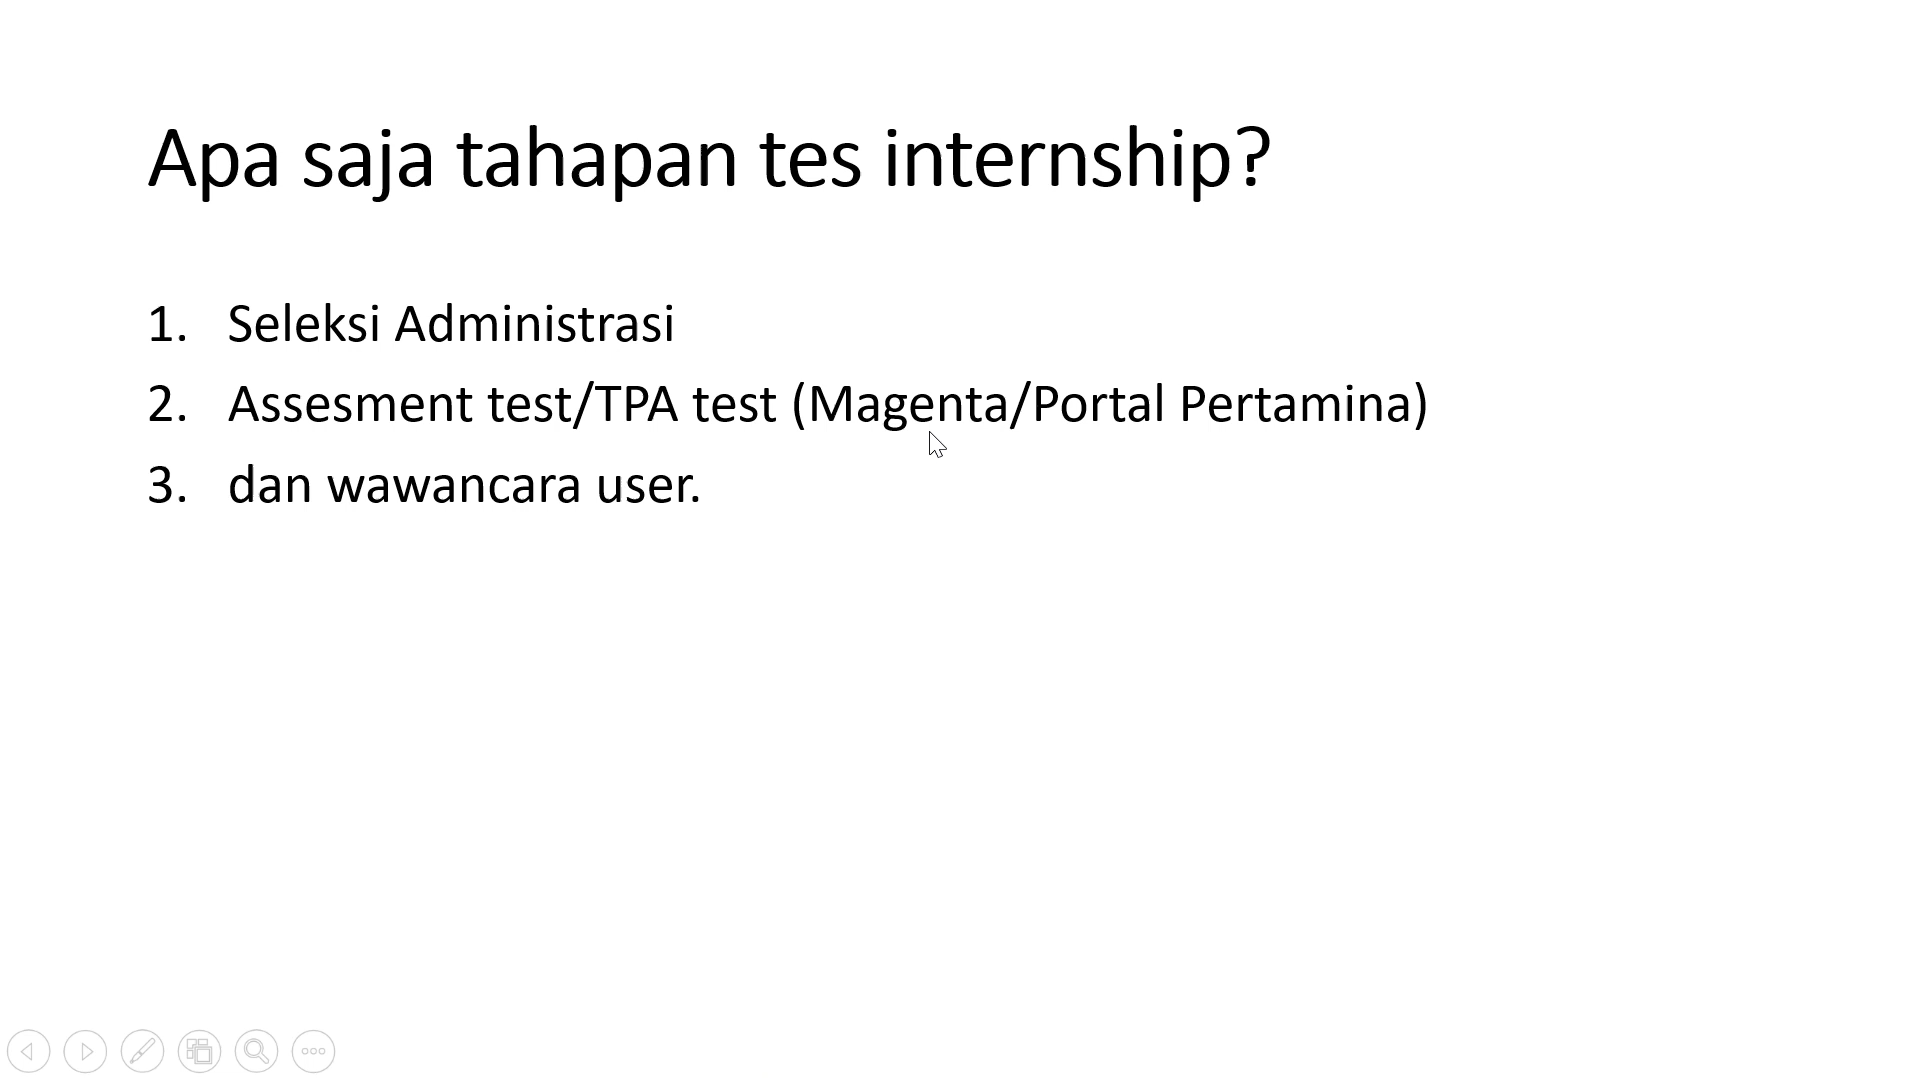 Apa saja tahapan tes internship?
1. Seleksi Administrasi
2. Assesment test/TPA test (Magenta/Portal Pertamina)
3. dan wawancara user.